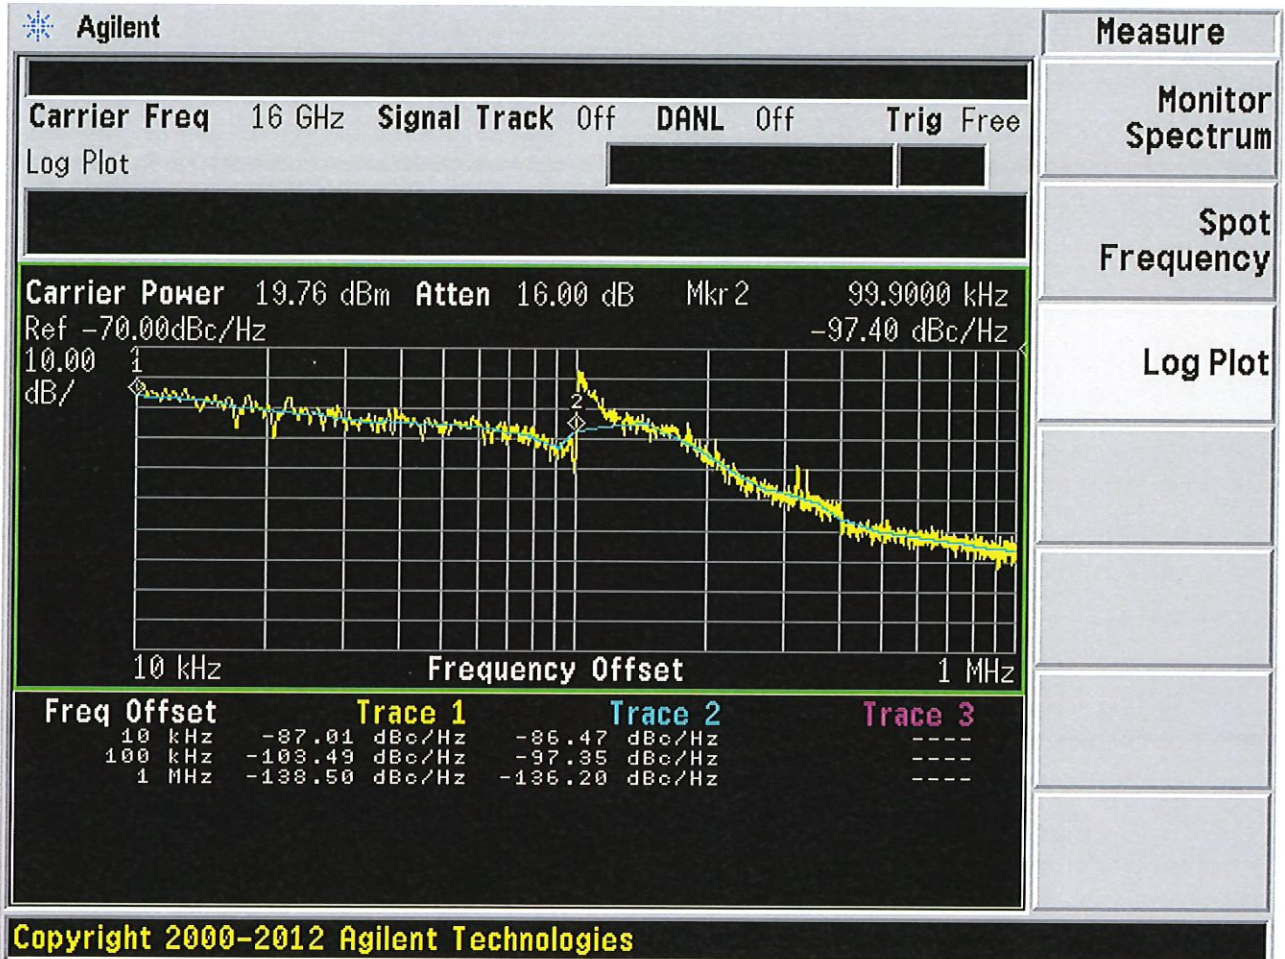 Agilent
Measure
Carrier Freq 16 GHz Signal Track Off DANL Off Trig Free
Log Plot
Monitor
Spectrum
Spot
Frequency
Log Plot
Carrier Power 19.76 dBm Atten 16.00 dB Mkr 2 99.9000 kHz
Ref -70.00dBc/Hz -97.40 dBc/Hz
10.00
dB/
1
2
10 kHz Frequency Offset 1 MHz
Freq Offset Trace 1 Trace 2 Trace 3
10 kHz -87.01 dBc/Hz -86.47 dBc/Hz ----
100 kHz -103.49 dBc/Hz -97.35 dBc/Hz ----
1 MHz -138.50 dBc/Hz -136.20 dBc/Hz ----
Copyright 2000-2012 Agilent Technologies